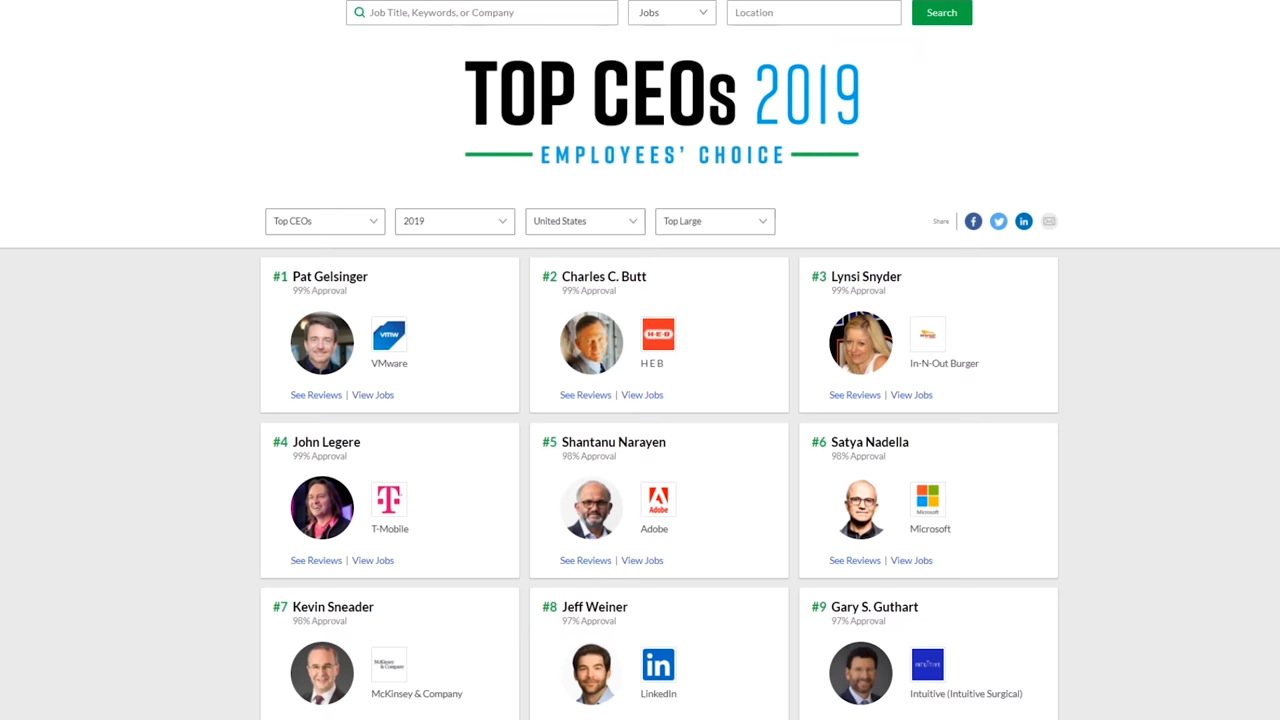 Job Title, Keywords, or Company Jobs Location Search
TOP CEOs 2019
EMPLOYEES' CHOICE
Top CEOs 2019 United States Top Large Share
#1 Pat Gelsinger
99% Approval
vmw
VMware
See Reviews | View Jobs
#2 Charles C. Butt
99% Approval
H-E-B
H E B
See Reviews | View Jobs
#3 Lynsi Snyder
99% Approval
In-N-Out Burger
See Reviews | View Jobs
#4 John Legere
99% Approval
T
T-Mobile
See Reviews | View Jobs
#5 Shantanu Narayen
98% Approval
Adobe
Adobe
See Reviews | View Jobs
#6 Satya Nadella
98% Approval
Microsoft
Microsoft
See Reviews | View Jobs
#7 Kevin Sneader
98% Approval
McKinsey
& Company
McKinsey & Company
#8 Jeff Weiner
97% Approval
in
LinkedIn
#9 Gary S. Guthart
97% Approval
INTUITIVE
Intuitive (Intuitive Surgical)